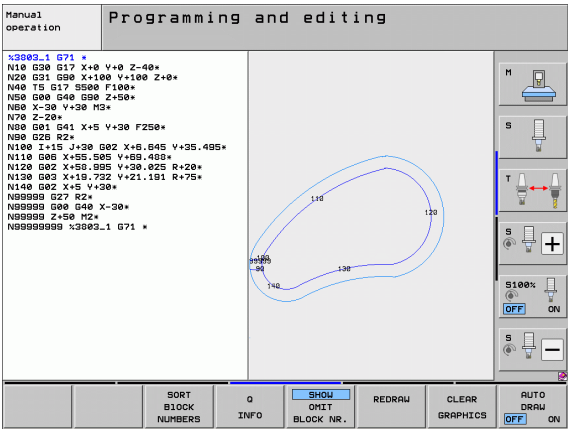 Manual
operation
Programming and editing
%3803_1 G71 *
N10 G30 G17 X+0 Y+0 Z-40*
N20 G31 G90 X+100 Y+100 Z+0*
N40 T5 G17 S500 F100*
N50 G00 G40 G90 Z+50*
N60 X-30 Y+30 M3*
N70 Z-20*
N80 G01 G41 X+5 Y+30 F250*
N90 G26 R2*
N100 I+15 J+30 G02 X+6.645 Y+35.495*
N110 G06 X+55.505 Y+69.488*
N120 G02 X+58.995 Y+30.025 R+20*
N130 G03 X+19.732 Y+21.191 R+75*
N140 G02 X+5 Y+30*
N99999 G27 R2*
N99999 G00 G40 X-30*
N99999 Z+50 M2*
N99999999 %3803_1 G71 *
110
120
100
99999
90
130
140
M
S
T
S
+
S100%
OFF ON
S
−
SORT
BLOCK
NUMBERS
Q
INFO
SHOW
OMIT
BLOCK NR.
REDRAW
CLEAR
GRAPHICS
AUTO
DRAW
OFF ON